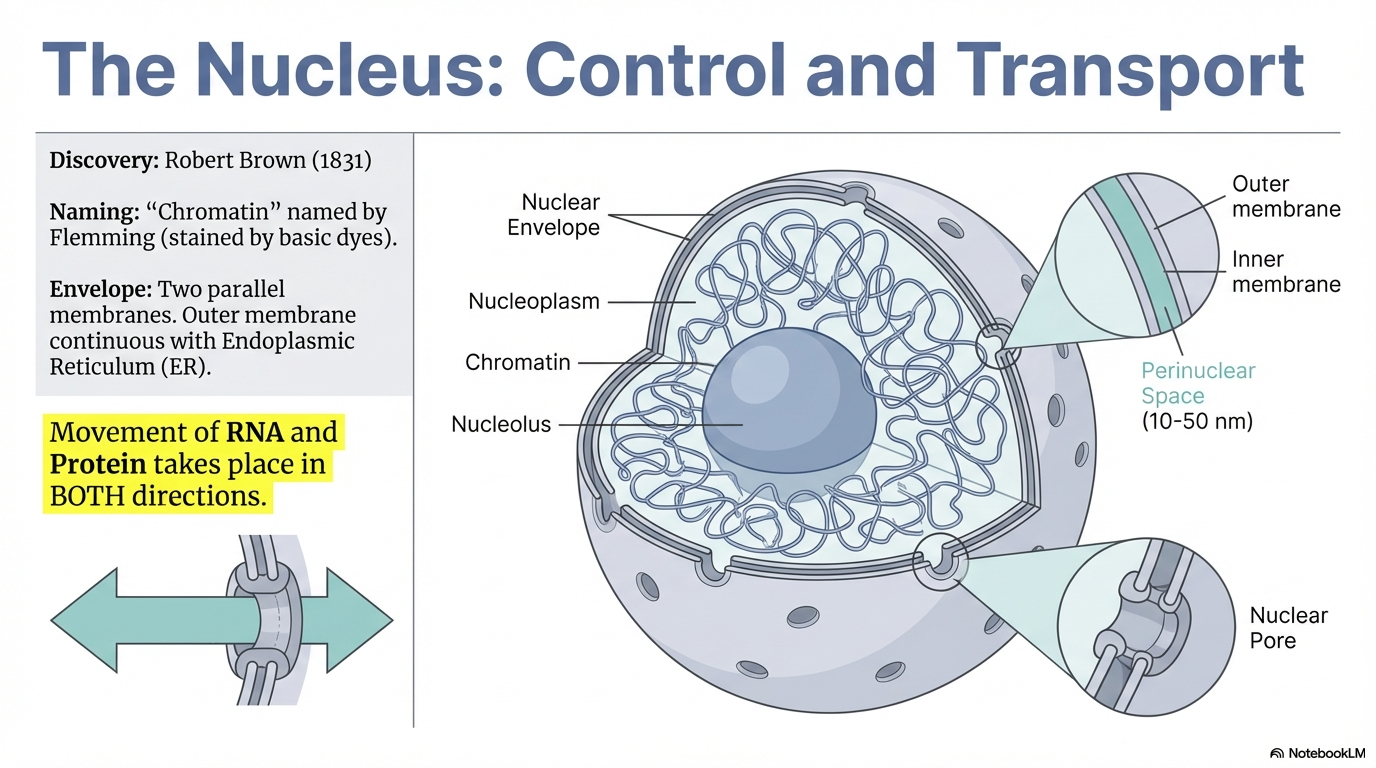 The Nucleus: Control and Transport
Discovery: Robert Brown (1831)
Naming: “Chromatin” named by
Flemming (stained by basic dyes).
Envelope: Two parallel
membranes. Outer membrane
continuous with Endoplasmic
Reticulum (ER).
Movement of RNA and
Protein takes place in
BOTH directions.
Nuclear
Envelope
Nucleoplasm
Chromatin
Nucleolus
Outer
membrane
Inner
membrane
Perinuclear
Space
(10-50 nm)
Nuclear
Pore
NotebookLM